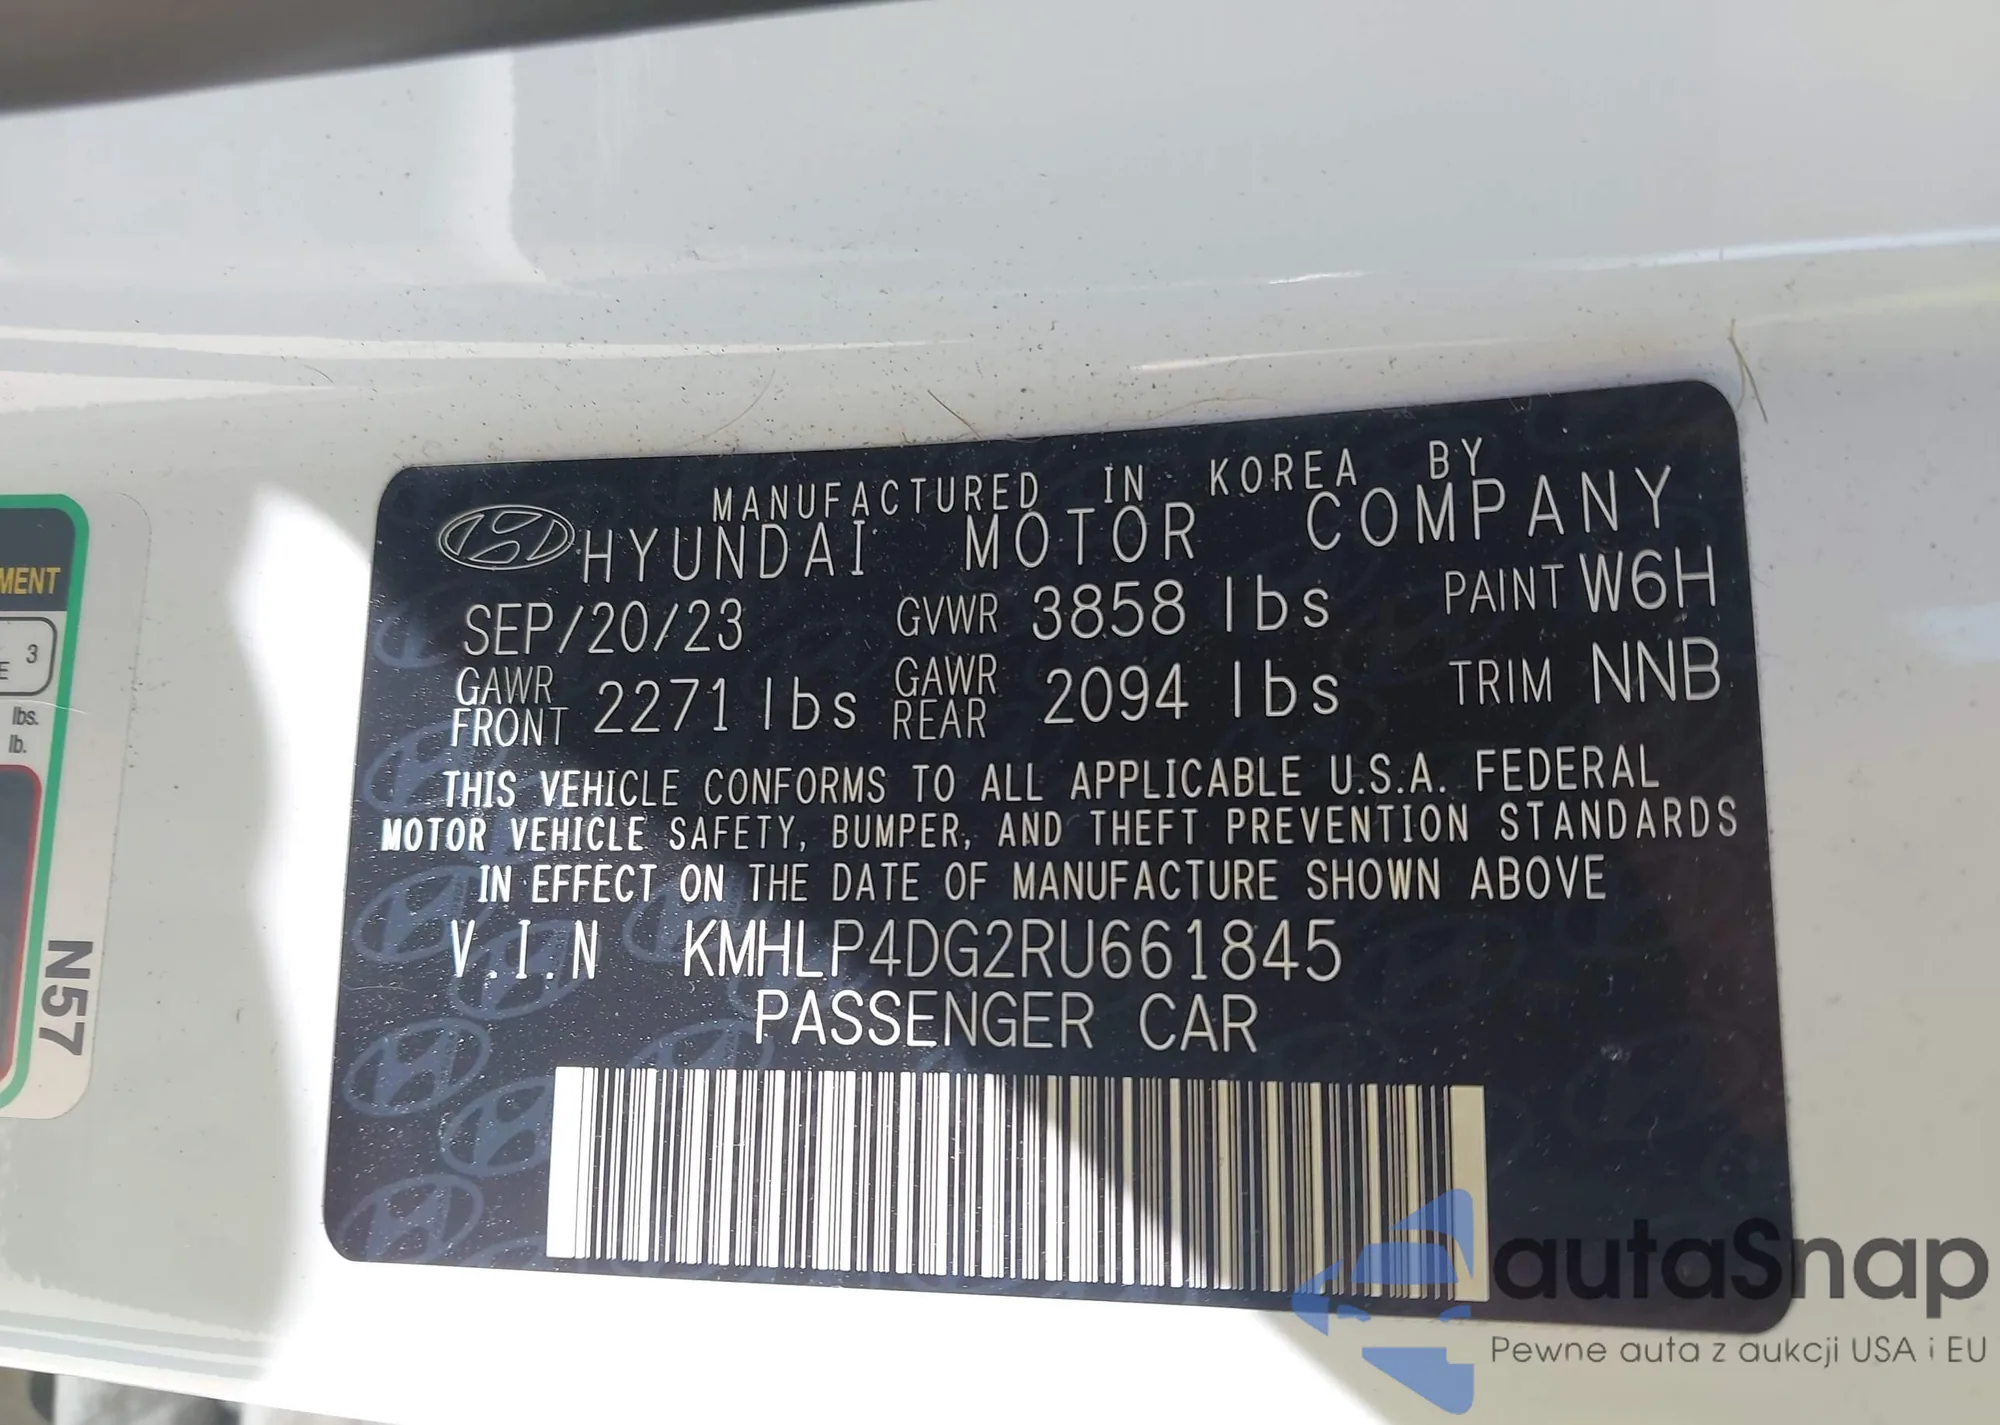 MANUFACTURED IN KOREA BY
HYUNDAI MOTOR COMPANY
SEP/20/23 GVWR 3858 lbs PAINT W6H
GAWR FRONT 2271 lbs GAWR REAR 2094 lbs TRIM NNB
THIS VEHICLE CONFORMS TO ALL APPLICABLE U.S.A. FEDERAL
MOTOR VEHICLE SAFETY, BUMPER, AND THEFT PREVENTION STANDARDS
IN EFFECT ON THE DATE OF MANUFACTURE SHOWN ABOVE
V.I.N KMHLP4DG2RU661845
PASSENGER CAR
MENT
E 3
lbs.
lb.
N57
autaSnap
Pewne auta z aukcji USA i EU